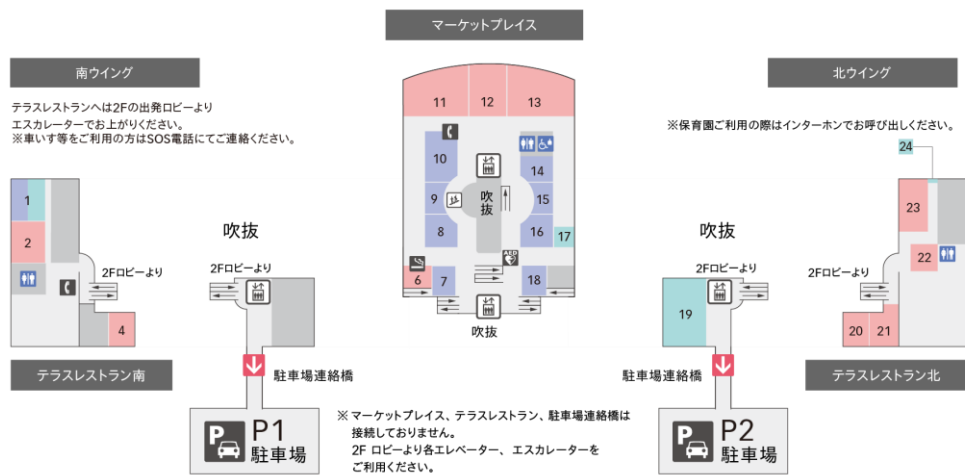 マーケットプレイス
南ウイング
北ウイング
テラスレストランへは2Fの出発ロビーより
エスカレーターでお上がりください。
※車いす等をご利用の方はSOS電話にてご連絡ください。
※保育園ご利用の際はインターホンでお呼び出しください。
11
12
13
10
14
9
吹抜
15
8
16
17
AED
6
7
18
吹抜
1
2
吹抜
2Fロビーより
2Fロビーより
4
テラスレストラン南
駐車場連絡橋
P
P1
駐車場
24
23
22
吹抜
2Fロビーより
2Fロビーより
19
20
21
テラスレストラン北
駐車場連絡橋
P
P2
駐車場
※ マーケットプレイス、テラスレストラン、駐車場連絡橋は
接続しておりません。
2F ロビーより各エレベーター、エスカレーターを
ご利用ください。